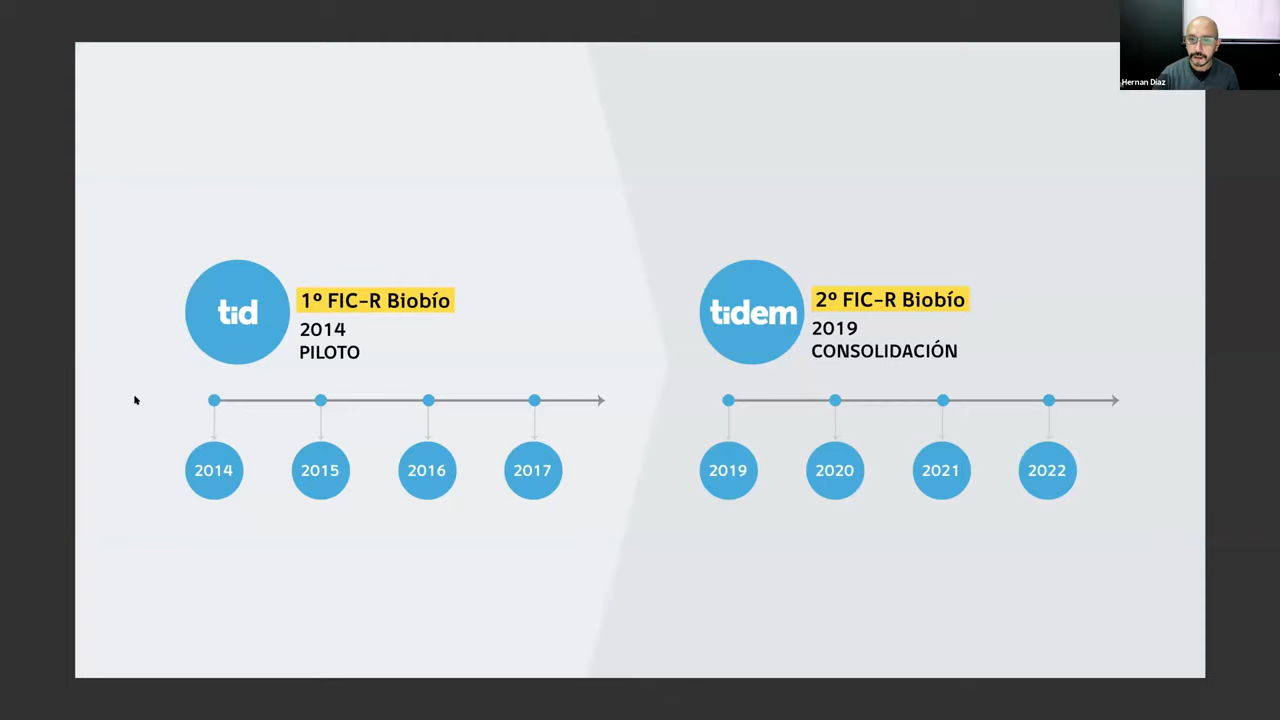 Hernan Diaz
tid
1º FIC-R Biobío
2014
PILOTO
2014
2015
2016
2017
tidem
2º FIC-R Biobío
2019
CONSOLIDACIÓN
2019
2020
2021
2022